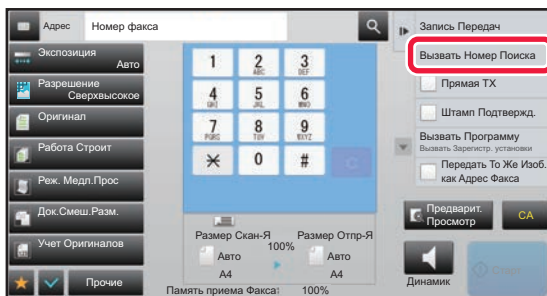 Адрес
Номер факса
Экспозиция
Авто
Разрешение
Сверхвысокое
Оригинал
Работа Строит
Реж. Медл.Прос
Док.Смеш.Разм.
Учет Оригиналов
Прочие
1
2
ABC
3
DEF
4
GHI
5
JKL
6
MNO
7
PQRS
8
TUV
9
WXYZ
0
#
C
Размер Скан-Я
Размер Отпр-Я
100%
Авто
A4
Авто
A4
Память приема Факса:
100%
Запись Передач
Вызвать Номер Поиска
Прямая TX
Штамп Подтвержд.
Вызвать Программу
Вызвать Зарегистр. установки
Передать То Же Изоб.
как Адрес Факса
Предварит.
Просмотр
CA
Динамик